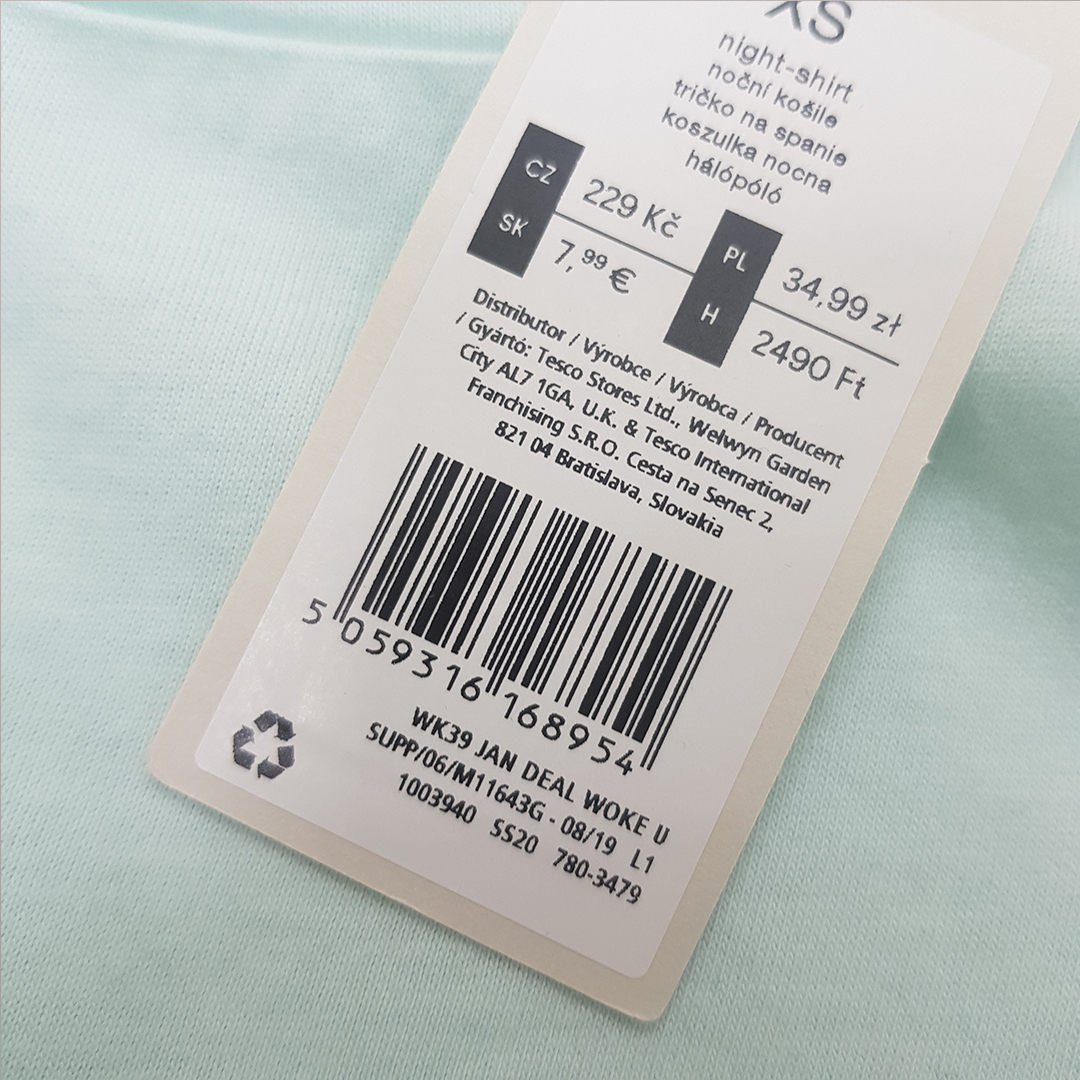 XS
night-shirt
noční košile
tričko na spanie
koszulka nocna
hálópóló
CZ 229 Kč
SK 7,99 €
PL 34,99 zł
H 2490 Ft
Distributor / Výrobce / Výrobca / Producent
/ Gyártó: Tesco Stores Ltd., Welwyn Garden
City AL7 1GA, U.K. & Tesco International
Franchising S.R.O. Cesta na Senec 2,
821 04 Bratislava, Slovakia
5 059316 168954
WK39 JAN DEAL WOKE U
SUPP/06/M11643G - 08/19 L1
1003940 SS20 780-3479